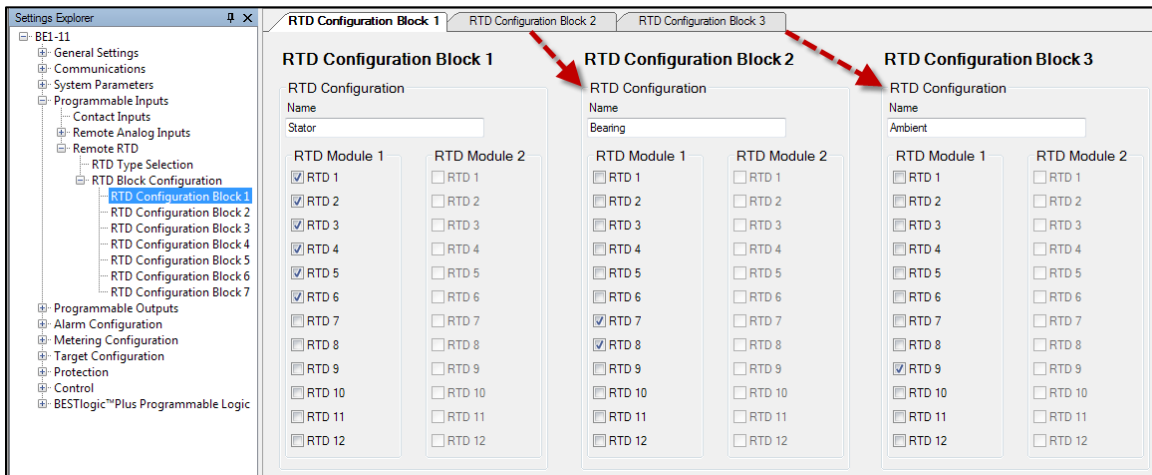 Settings Explorer
BE1-11
General Settings
Communications
System Parameters
Programmable Inputs
Contact Inputs
Remote Analog Inputs
Remote RTD
RTD Type Selection
RTD Block Configuration
RTD Configuration Block 1
RTD Configuration Block 2
RTD Configuration Block 3
RTD Configuration Block 4
RTD Configuration Block 5
RTD Configuration Block 6
RTD Configuration Block 7
Programmable Outputs
Alarm Configuration
Metering Configuration
Target Configuration
Protection
Control
BESTlogic™Plus Programmable Logic
RTD Configuration Block 1 RTD Configuration Block 2 RTD Configuration Block 3
RTD Configuration Block 1
RTD Configuration
Name
Stator
RTD Module 1 RTD Module 2
RTD 1 RTD 1
RTD 2 RTD 2
RTD 3 RTD 3
RTD 4 RTD 4
RTD 5 RTD 5
RTD 6 RTD 6
RTD 7 RTD 7
RTD 8 RTD 8
RTD 9 RTD 9
RTD 10 RTD 10
RTD 11 RTD 11
RTD 12 RTD 12
RTD Configuration Block 2
RTD Configuration
Name
Bearing
RTD Module 1 RTD Module 2
RTD 1 RTD 1
RTD 2 RTD 2
RTD 3 RTD 3
RTD 4 RTD 4
RTD 5 RTD 5
RTD 6 RTD 6
RTD 7 RTD 7
RTD 8 RTD 8
RTD 9 RTD 9
RTD 10 RTD 10
RTD 11 RTD 11
RTD 12 RTD 12
RTD Configuration Block 3
RTD Configuration
Name
Ambient
RTD Module 1 RTD Module 2
RTD 1 RTD 1
RTD 2 RTD 2
RTD 3 RTD 3
RTD 4 RTD 4
RTD 5 RTD 5
RTD 6 RTD 6
RTD 7 RTD 7
RTD 8 RTD 8
RTD 9 RTD 9
RTD 10 RTD 10
RTD 11 RTD 11
RTD 12 RTD 12